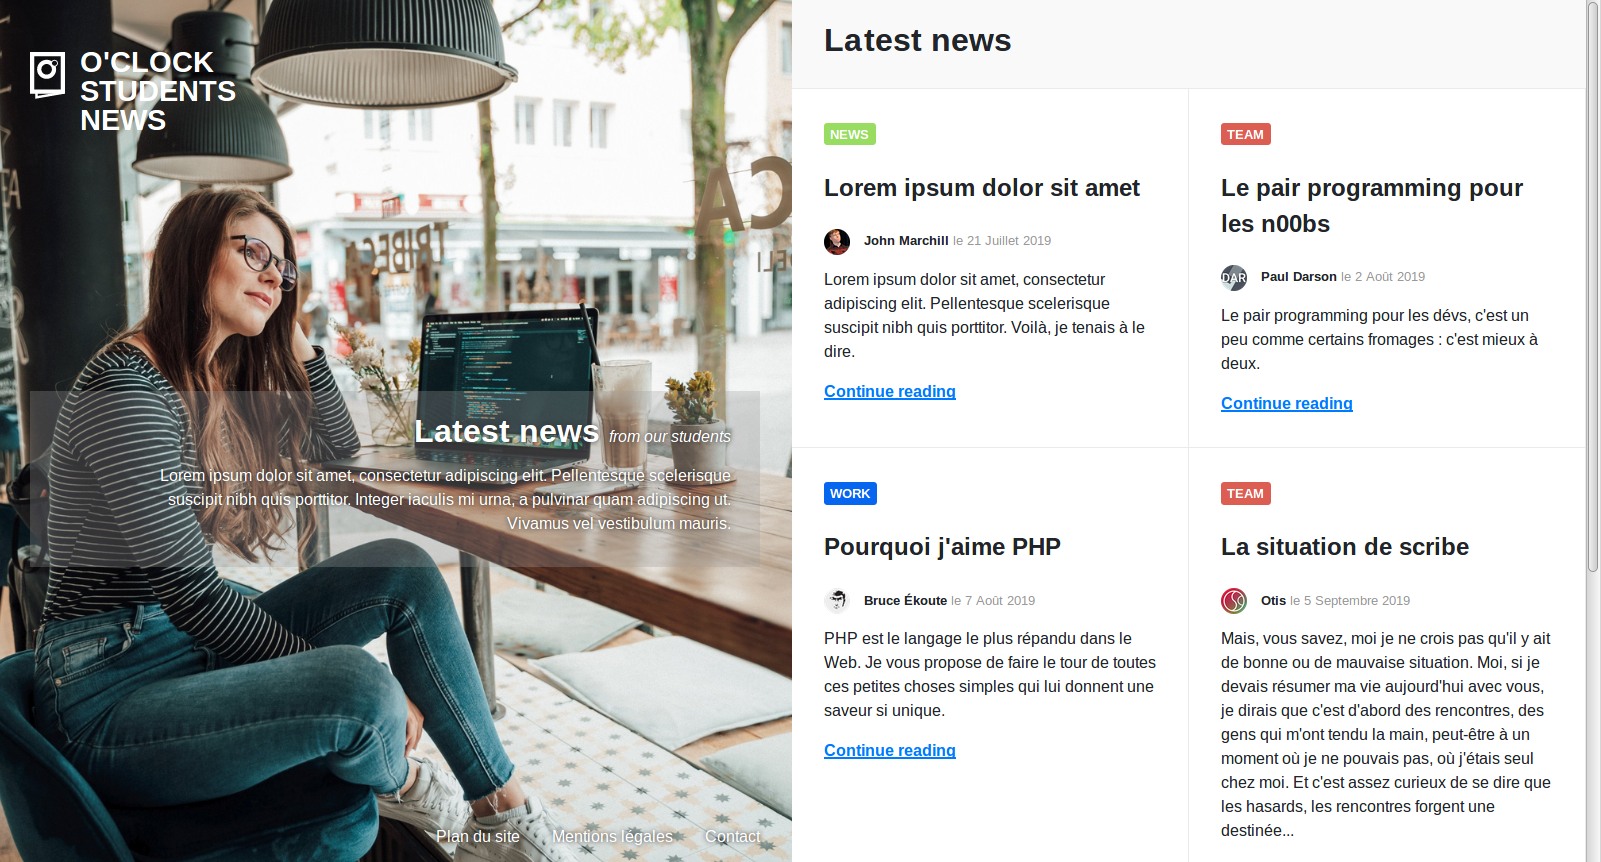 O'CLOCK
STUDENTS
NEWS
Latest news from our students
Lorem ipsum dolor sit amet, consectetur adipiscing elit. Pellentesque scelerisque
suscipit nibh quis porttitor. Integer iaculis mi urna, a pulvinar quam adipiscing ut.
Vivamus vel vestibulum mauris.
Plan du site Mentions légales Contact
Latest news
NEWS
Lorem ipsum dolor sit amet
John Marchill le 21 Juillet 2019
Lorem ipsum dolor sit amet, consectetur
adipiscing elit. Pellentesque scelerisque
suscipit nibh quis porttitor. Voilà, je tenais à le
dire.
Continue reading
TEAM
Le pair programming pour
les n00bs
DAR
Paul Darson le 2 Août 2019
Le pair programming pour les dévs, c'est un
peu comme certains fromages : c'est mieux à
deux.
Continue reading
WORK
Pourquoi j'aime PHP
Bruce Ékoute le 7 Août 2019
PHP est le langage le plus répandu dans le
Web. Je vous propose de faire le tour de toutes
ces petites choses simples qui lui donnent une
saveur si unique.
Continue reading
TEAM
La situation de scribe
Otis le 5 Septembre 2019
Mais, vous savez, moi je ne crois pas qu'il y ait
de bonne ou de mauvaise situation. Moi, si je
devais résumer ma vie aujourd'hui avec vous,
je dirais que c'est d'abord des rencontres, des
gens qui m'ont tendu la main, peut-être à un
moment où je ne pouvais pas, où j'étais seul
chez moi. Et c'est assez curieux de se dire que
les hasards, les rencontres forgent une
destinée...